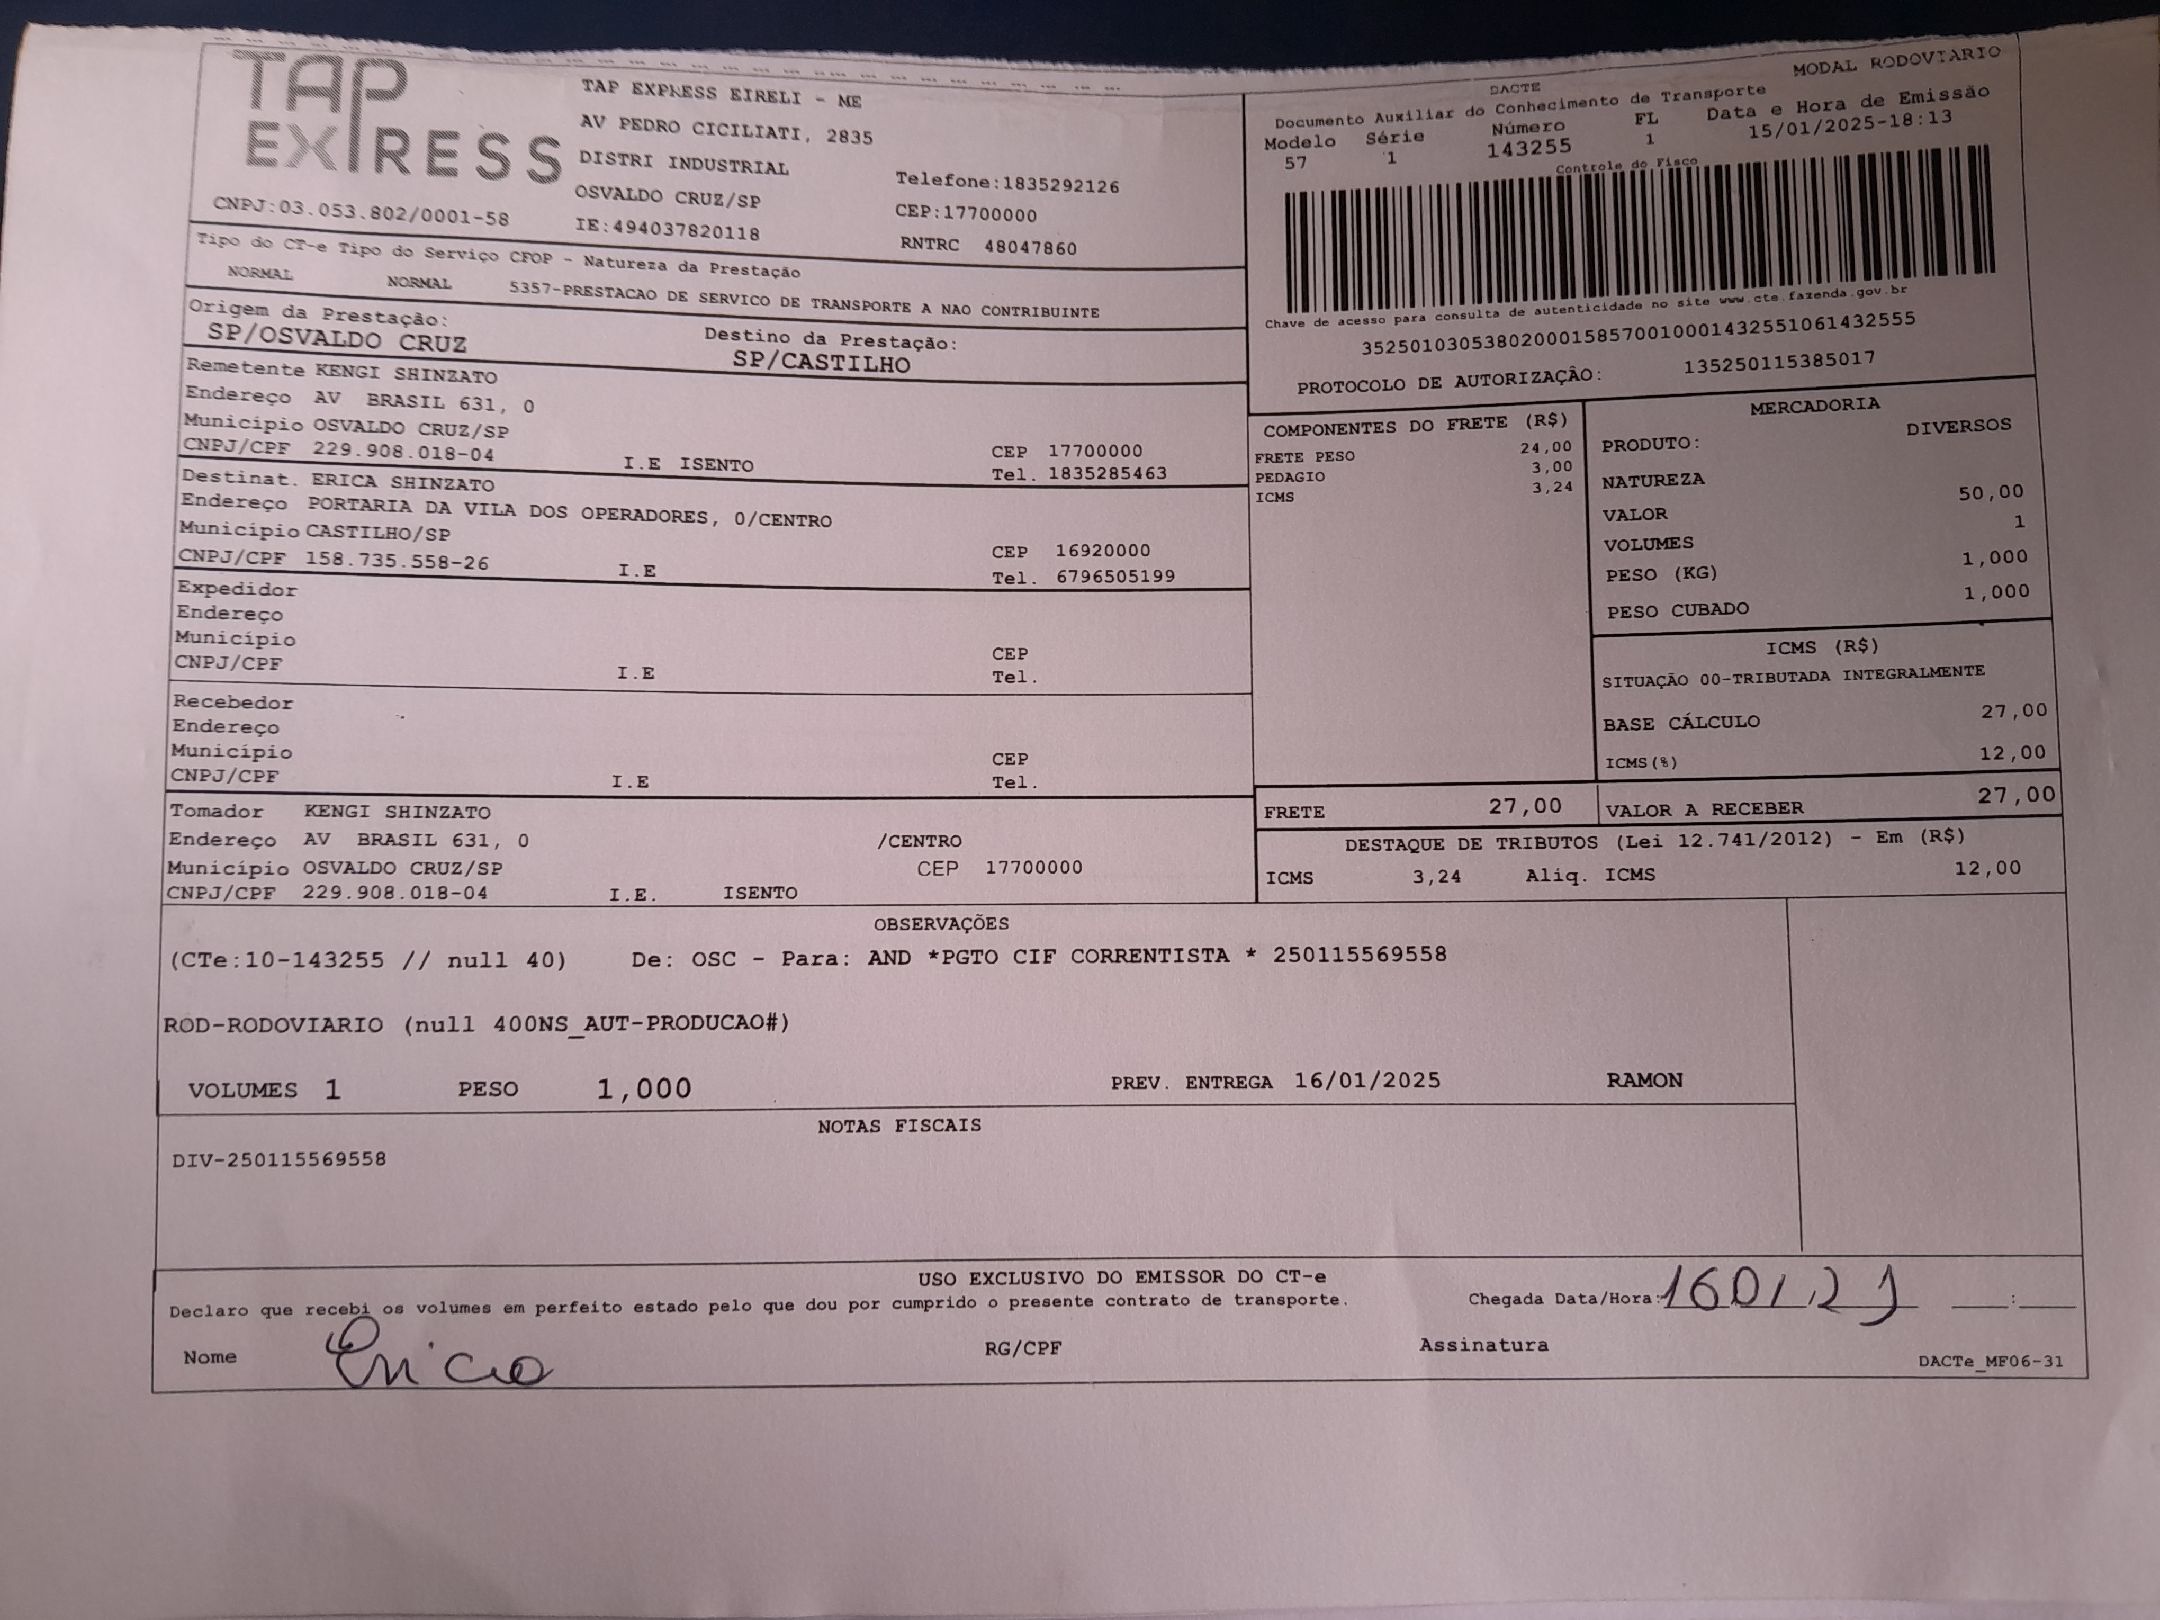 TAP EXPRESS
TAP EXPRESS EIRELI - ME
AV PEDRO CICILIATI, 2835
DISTRI INDUSTRIAL
OSVALDO CRUZ/SP
Telefone:1835292126
CEP:17700000
CNPJ:03.053.802/0001-58
IE:494037820118
RNTRC 48047860
MODAL RODOVIARIO
DACTE
Documento Auxiliar do Conhecimento de Transporte
Modelo Série Número FL Data e Hora de Emissão
57 1 143255 1 15/01/2025-18:13
Controle do Fisco
Chave de acesso para consulta de autenticidade no site www.cte.fazenda.gov.br
35250103053802000158570010001432551061432555
PROTOCOLO DE AUTORIZAÇÃO: 135250115385017
Tipo do CT-e Tipo do Serviço CFOP - Natureza da Prestação
NORMAL NORMAL 5357-PRESTACAO DE SERVICO DE TRANSPORTE A NAO CONTRIBUINTE
Origem da Prestação: Destino da Prestação:
SP/OSVALDO CRUZ SP/CASTILHO
Remetente KENGI SHINZATO
Endereço AV BRASIL 631, 0
Município OSVALDO CRUZ/SP CEP 17700000
CNPJ/CPF 229.908.018-04 I.E ISENTO Tel. 1835285463
Destinat. ERICA SHINZATO
Endereço PORTARIA DA VILA DOS OPERADORES, 0/CENTRO
Município CASTILHO/SP CEP 16920000
CNPJ/CPF 158.735.558-26 I.E Tel. 6796505199
Expedidor
Endereço
Município CEP
CNPJ/CPF I.E Tel.
Recebedor
Endereço
Município CEP
CNPJ/CPF I.E Tel.
Tomador KENGI SHINZATO
Endereço AV BRASIL 631, 0 /CENTRO
Município OSVALDO CRUZ/SP CEP 17700000
CNPJ/CPF 229.908.018-04 I.E. ISENTO
COMPONENTES DO FRETE (R$)
FRETE PESO 24,00
PEDAGIO 3,00
ICMS 3,24
MERCADORIA
PRODUTO: DIVERSOS
NATUREZA
VALOR 50,00
VOLUMES 1
PESO (KG) 1,000
PESO CUBADO 1,000
ICMS (R$)
SITUAÇÃO 00-TRIBUTADA INTEGRALMENTE
BASE CÁLCULO 27,00
ICMS(%) 12,00
FRETE 27,00 VALOR A RECEBER 27,00
DESTAQUE DE TRIBUTOS (Lei 12.741/2012) - Em (R$)
ICMS 3,24 Aliq. ICMS 12,00
OBSERVAÇÕES
(CTe:10-143255 // null 40) De: OSC - Para: AND *PGTO CIF CORRENTISTA * 250115569558
ROD-RODOVIARIO (null 400NS_AUT-PRODUCAO#)
VOLUMES 1 PESO 1,000 PREV. ENTREGA 16/01/2025 RAMON
NOTAS FISCAIS
DIV-250115569558
USO EXCLUSIVO DO EMISSOR DO CT-e
Declaro que recebi os volumes em perfeito estado pelo que dou por cumprido o presente contrato de transporte. Chegada Data/Hora:
Nome RG/CPF Assinatura
DACTe_MF06-31